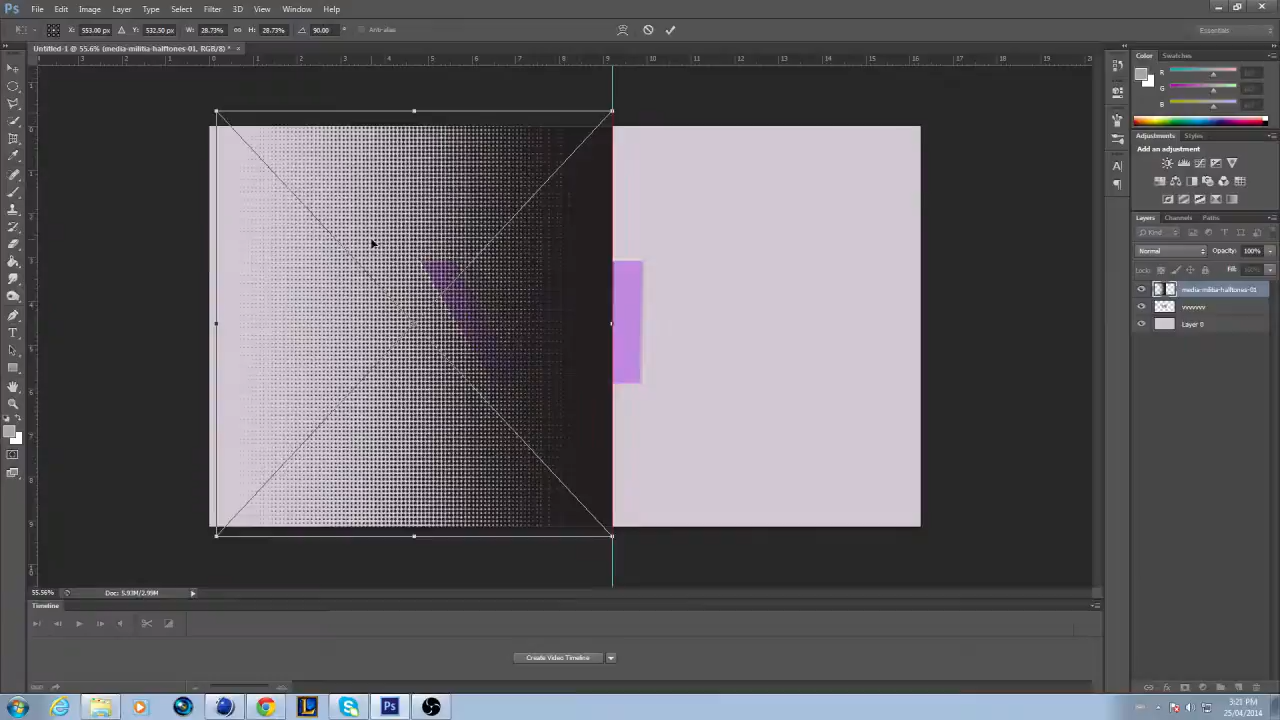 Ps File Edit Image Layer Type Select Filter 3D View Window Help
X: 553.00 px Y: 532.50 px W: 28.73% H: 28.73% 90.00 ° Anti-alias Essentials
Untitled-1 @ 55.6% (media-militia-halftones-01, RGB/8) * ×
Color Swatches
R
G
B
Adjustments Styles
Add an adjustment
Layers Channels Paths
Kind
Normal Opacity: 100%
Lock: Fill: 100%
media-militia-halftones-01
vvvvvvv
Layer 0
55.56% Doc: 5.93M/2.99M
Timeline
Create Video Timeline
3:21 PM
25/04/2014